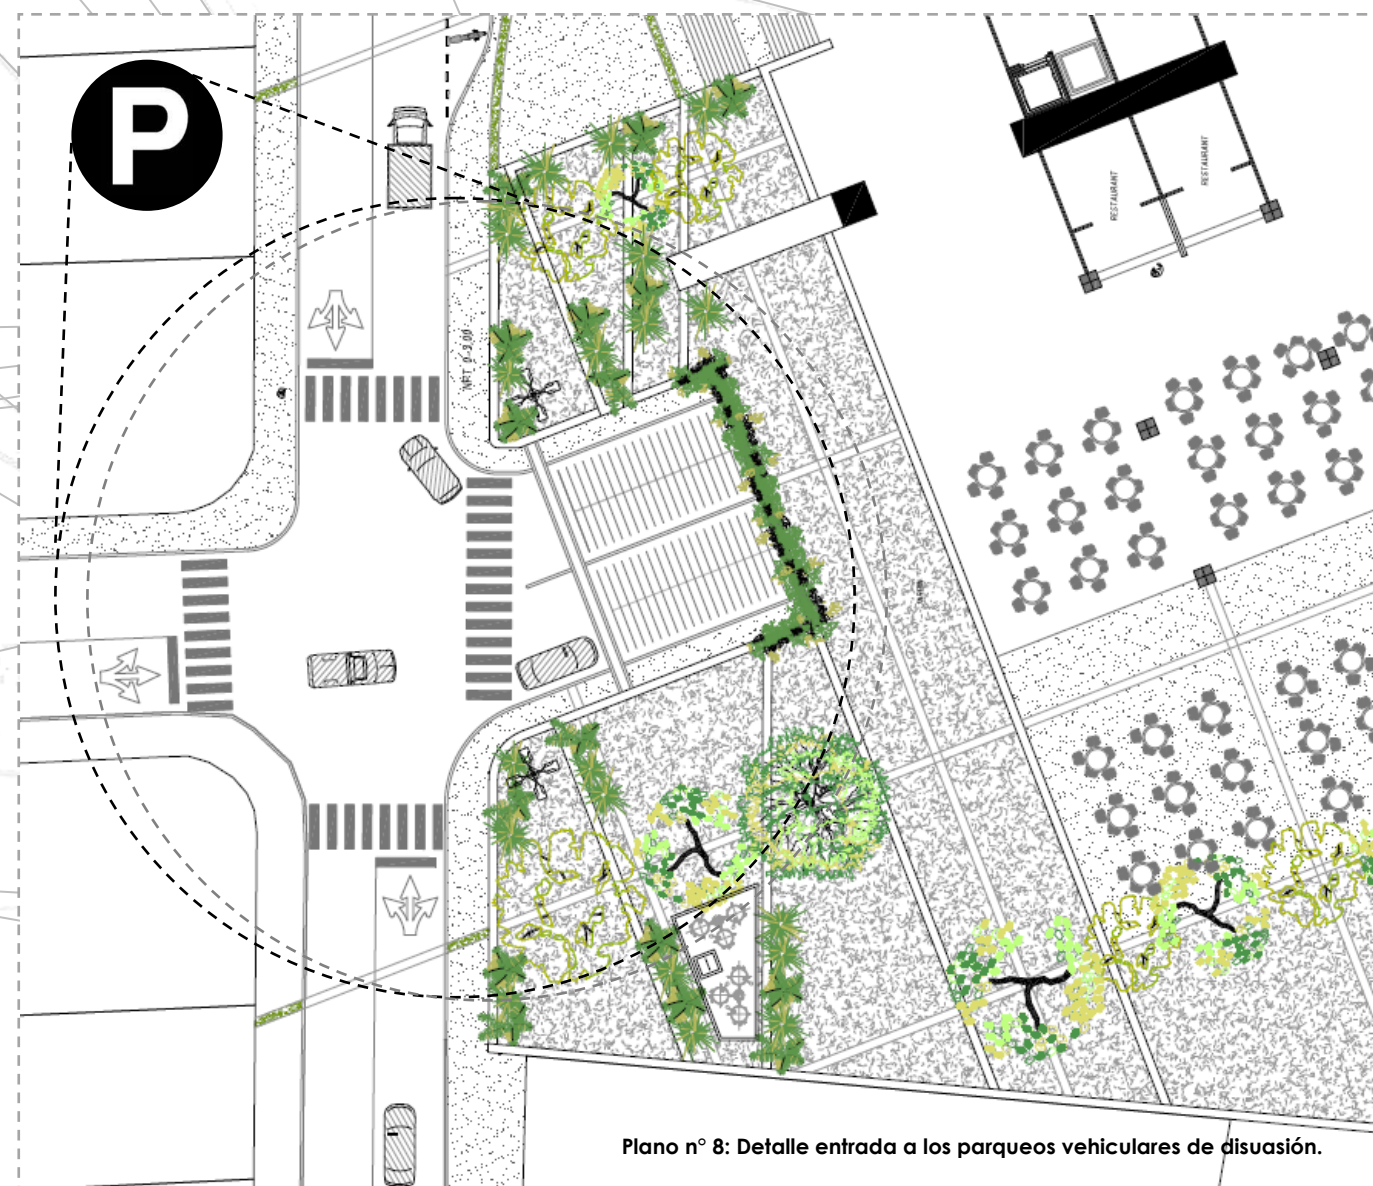 P
RESTAURANT
RESTAURANT
Plano n° 8: Detalle entrada a los parqueos vehiculares de disuasión.